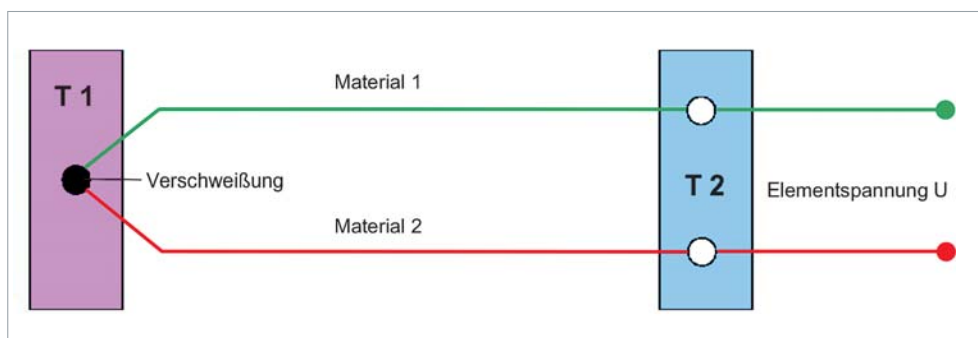 Material 1
T 1
Verschweißung
T 2
Elementspannung U
Material 2